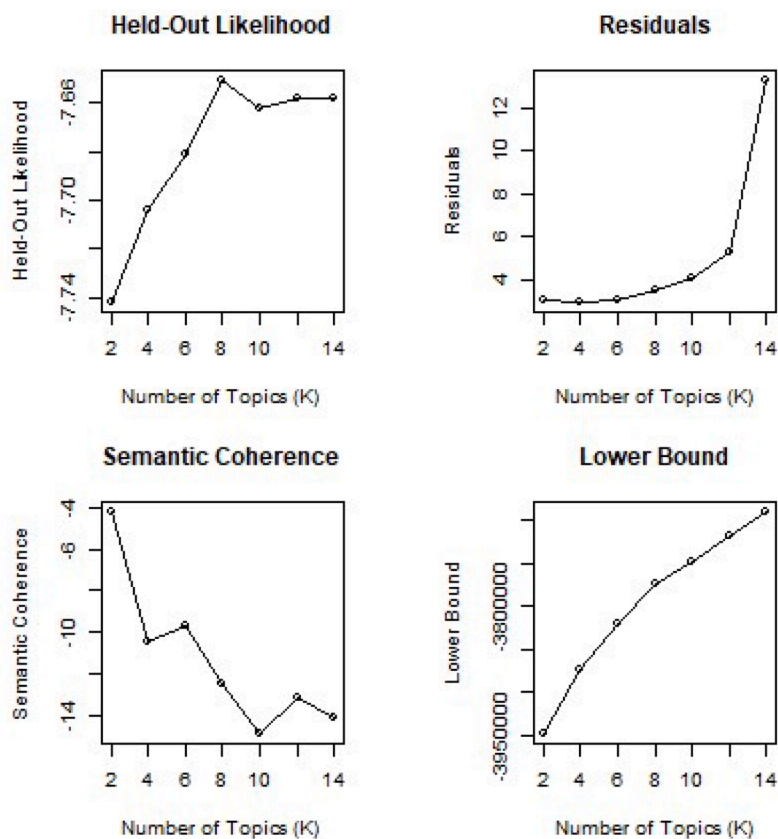 Held-Out Likelihood
Held-Out Likelihood
-7.66
-7.70
-7.74
2 4 6 8 10 14
Number of Topics (K)
Residuals
Residuals
12
10
8
6
4
2 4 6 8 10 14
Number of Topics (K)
Semantic Coherence
Semantic Coherence
-4
-6
-10
-14
2 4 6 8 10 14
Number of Topics (K)
Lower Bound
Lower Bound
-3800000
-3950000
2 4 6 8 10 14
Number of Topics (K)